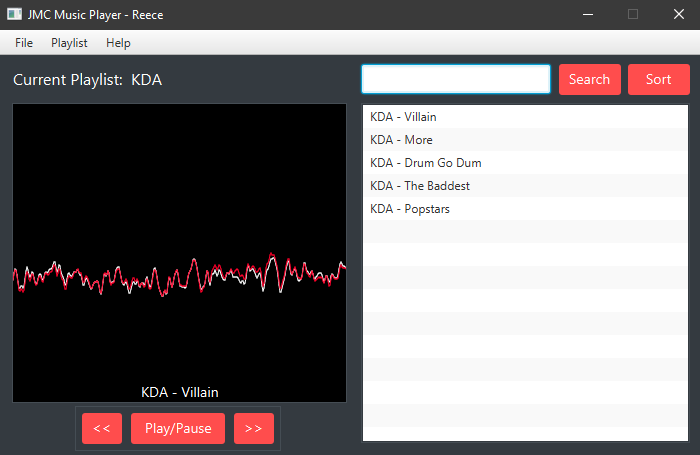 JMC Music Player - Reece
File Playlist Help
Current Playlist: KDA
Search Sort
KDA - Villain
KDA - More
KDA - Drum Go Dum
KDA - The Baddest
KDA - Popstars
KDA - Villain
<< Play/Pause >>